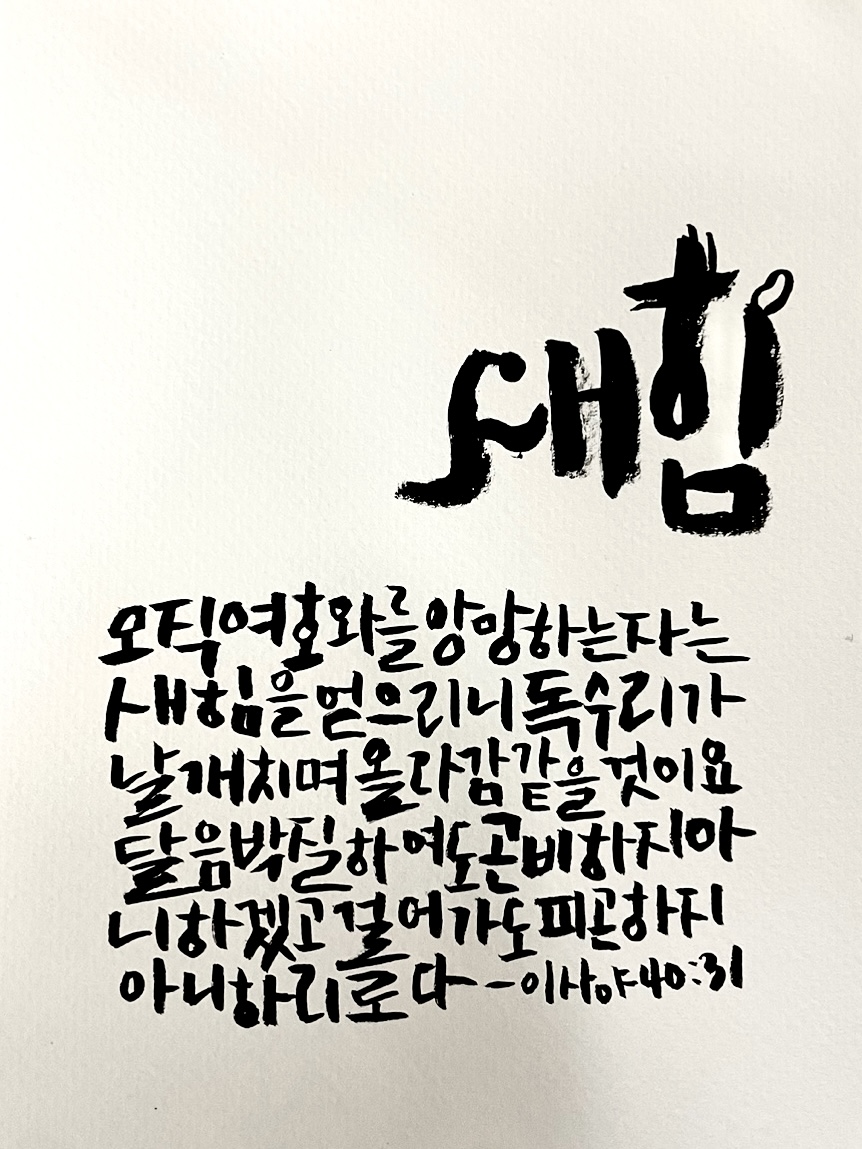 새힘
오직여호와를앙망하는자는
새힘을얻으리니독수리가
날개치며올라감같을것이요
달음박질하여도곤비하지아
니하겠고걸어가도피곤하지
아니하리로다-이사야40:31